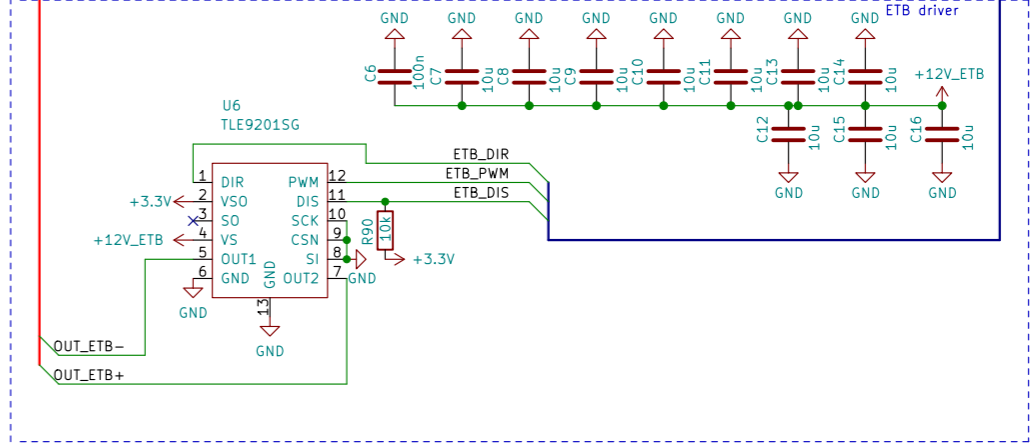 ETB driver
GND GND GND GND GND GND GND GND
C6 100n C7 10u C8 10u C9 10u C10 10u C11 10u C13 10u C14 10u
+12V_ETB
C12 10u C15 10u C16 10u
GND GND GND
U6
TLE9201SG
ETB_DIR
ETB_PWM
ETB_DIS
1 DIR PWM 12
+3.3V 2 VSO DIS 11
3 SO SCK 10
R90 10k
+12V_ETB 4 VS CSN 9
5 OUT1 SI 8
+3.3V
6 GND GND OUT2 7 GND
13
GND
GND
OUT_ETB-
OUT_ETB+